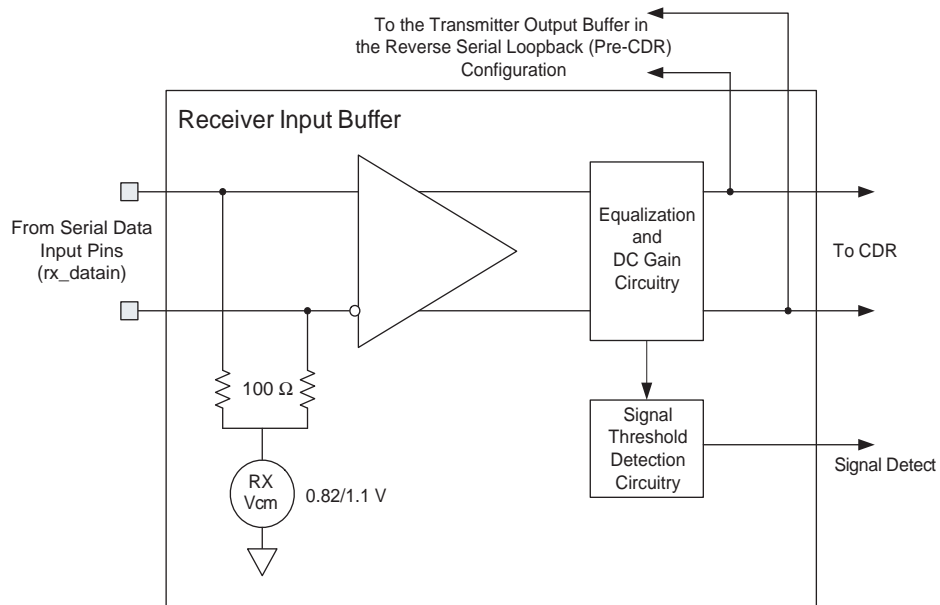 To the Transmitter Output Buffer in
the Reverse Serial Loopback (Pre-CDR)
Configuration
Receiver Input Buffer
From Serial Data
Input Pins
(rx_datain)
Equalization
and
DC Gain
Circuitry
To CDR
100 Ω
Signal
Threshold
Detection
Circuitry
Signal Detect
RX
Vcm
0.82/1.1 V